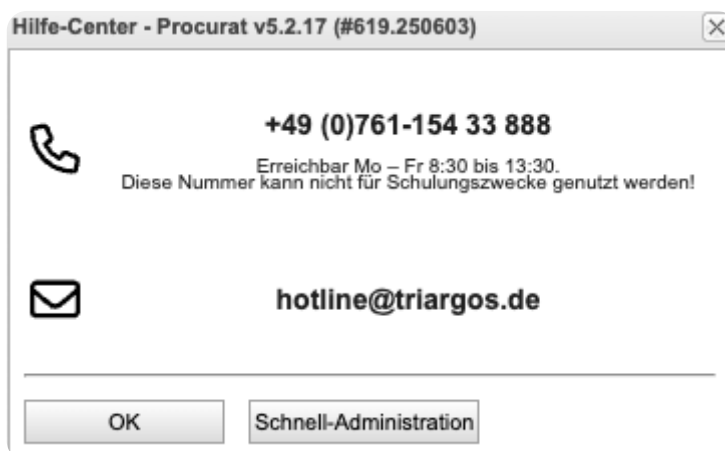 Hilfe-Center - Procurat v5.2.17 (#619.250603)
+49 (0)761-154 33 888
Erreichbar Mo – Fr 8:30 bis 13:30.
Diese Nummer kann nicht für Schulungszwecke genutzt werden!
hotline@triargos.de
OK
Schnell-Administration